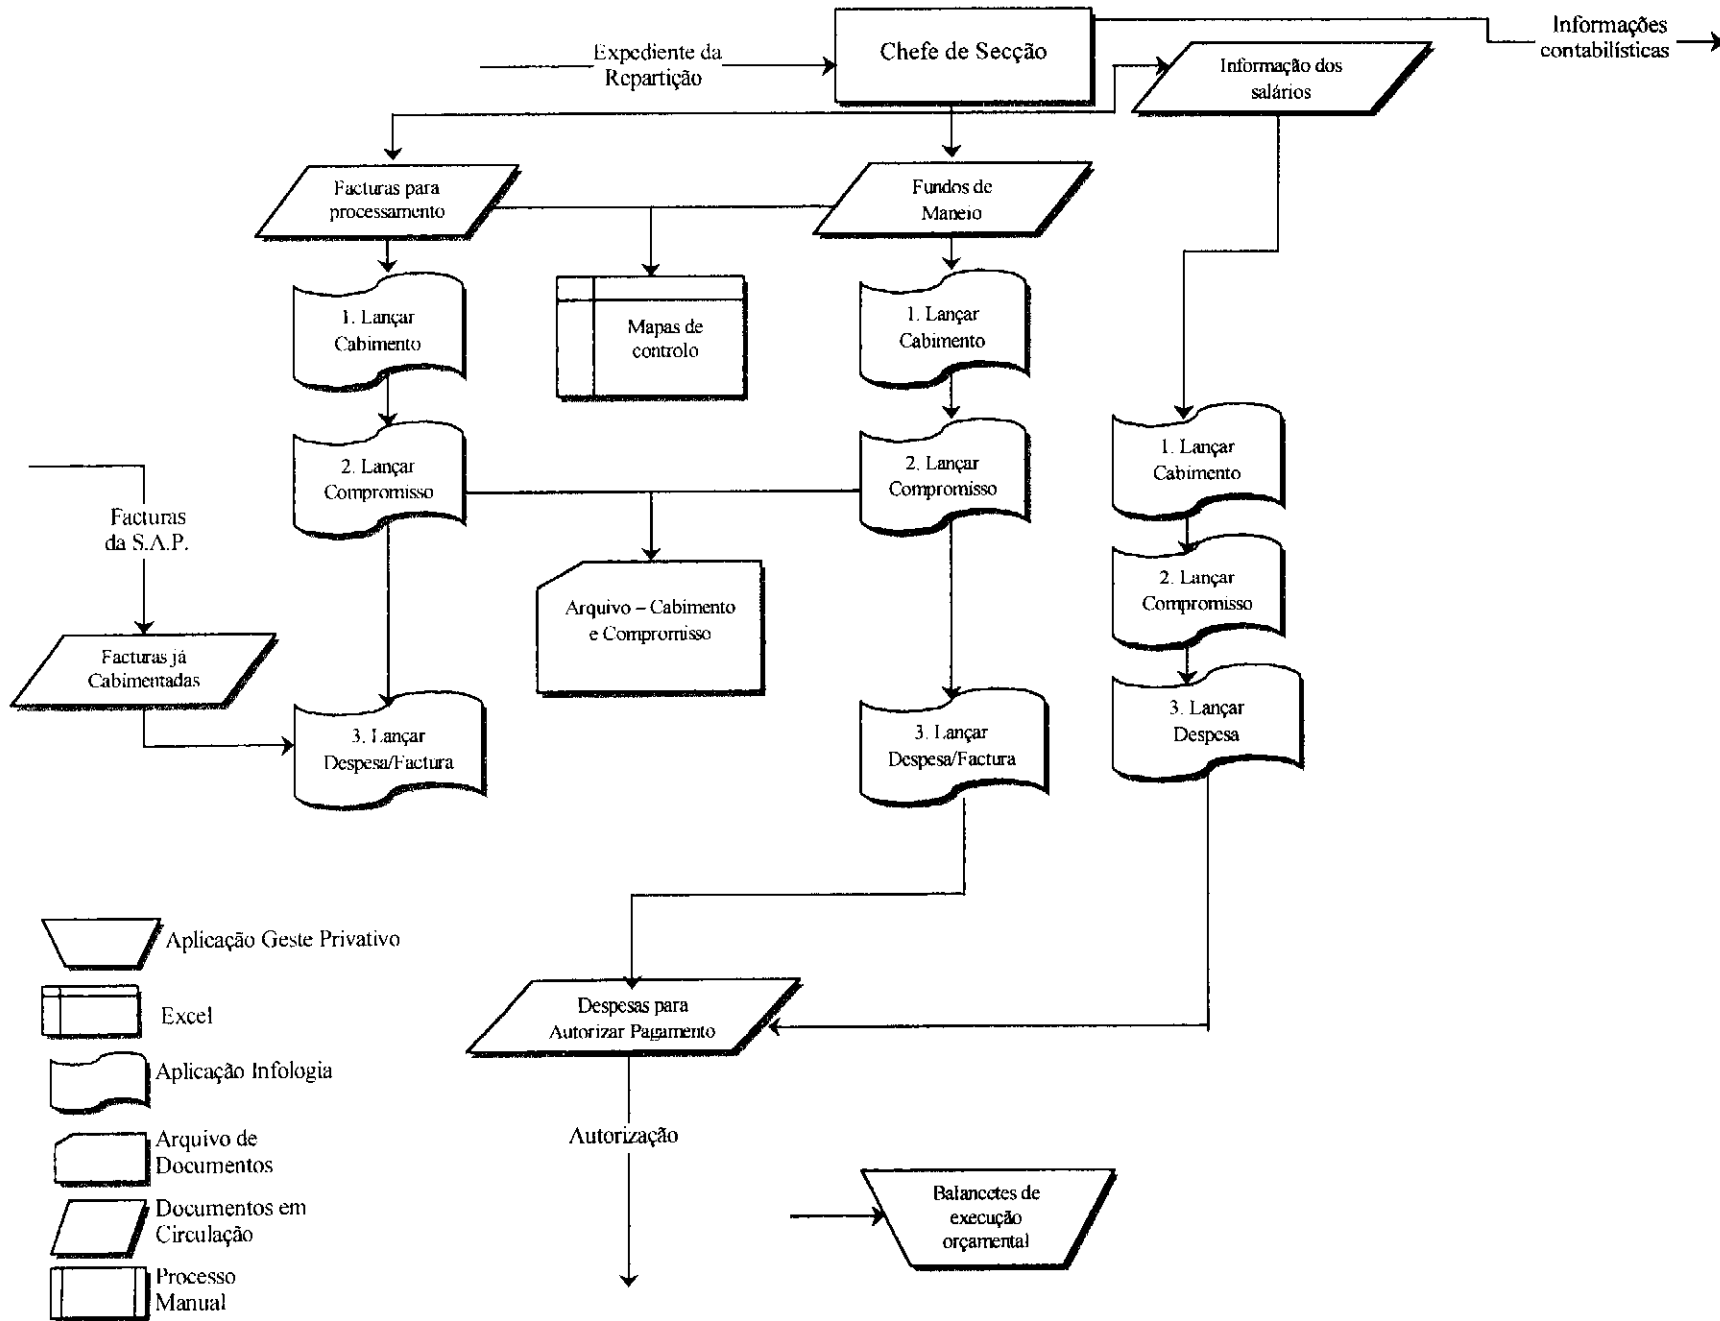 Expediente da
Repartição
Chefe de Secção
Informações
contabilísticas
Informação dos
salários
Facturas para
processamento
Fundos de
Maneio
1. Lançar
Cabimento
Mapas de
controlo
1. Lançar
Cabimento
2. Lançar
Compromisso
2. Lançar
Compromisso
1. Lançar
Cabimento
Facturas
da S.A.P.
Arquivo – Cabimento
e Compromisso
2. Lançar
Compromisso
Facturas já
Cabimentadas
3. Lançar
Despesa/Factura
3. Lançar
Despesa/Factura
3. Lançar
Despesa
Despesas para
Autorizar Pagamento
Autorização
Balancetes de
execução
orçamental
Aplicação Geste Privativo
Excel
Aplicação Infologia
Arquivo de
Documentos
Documentos em
Circulação
Processo
Manual